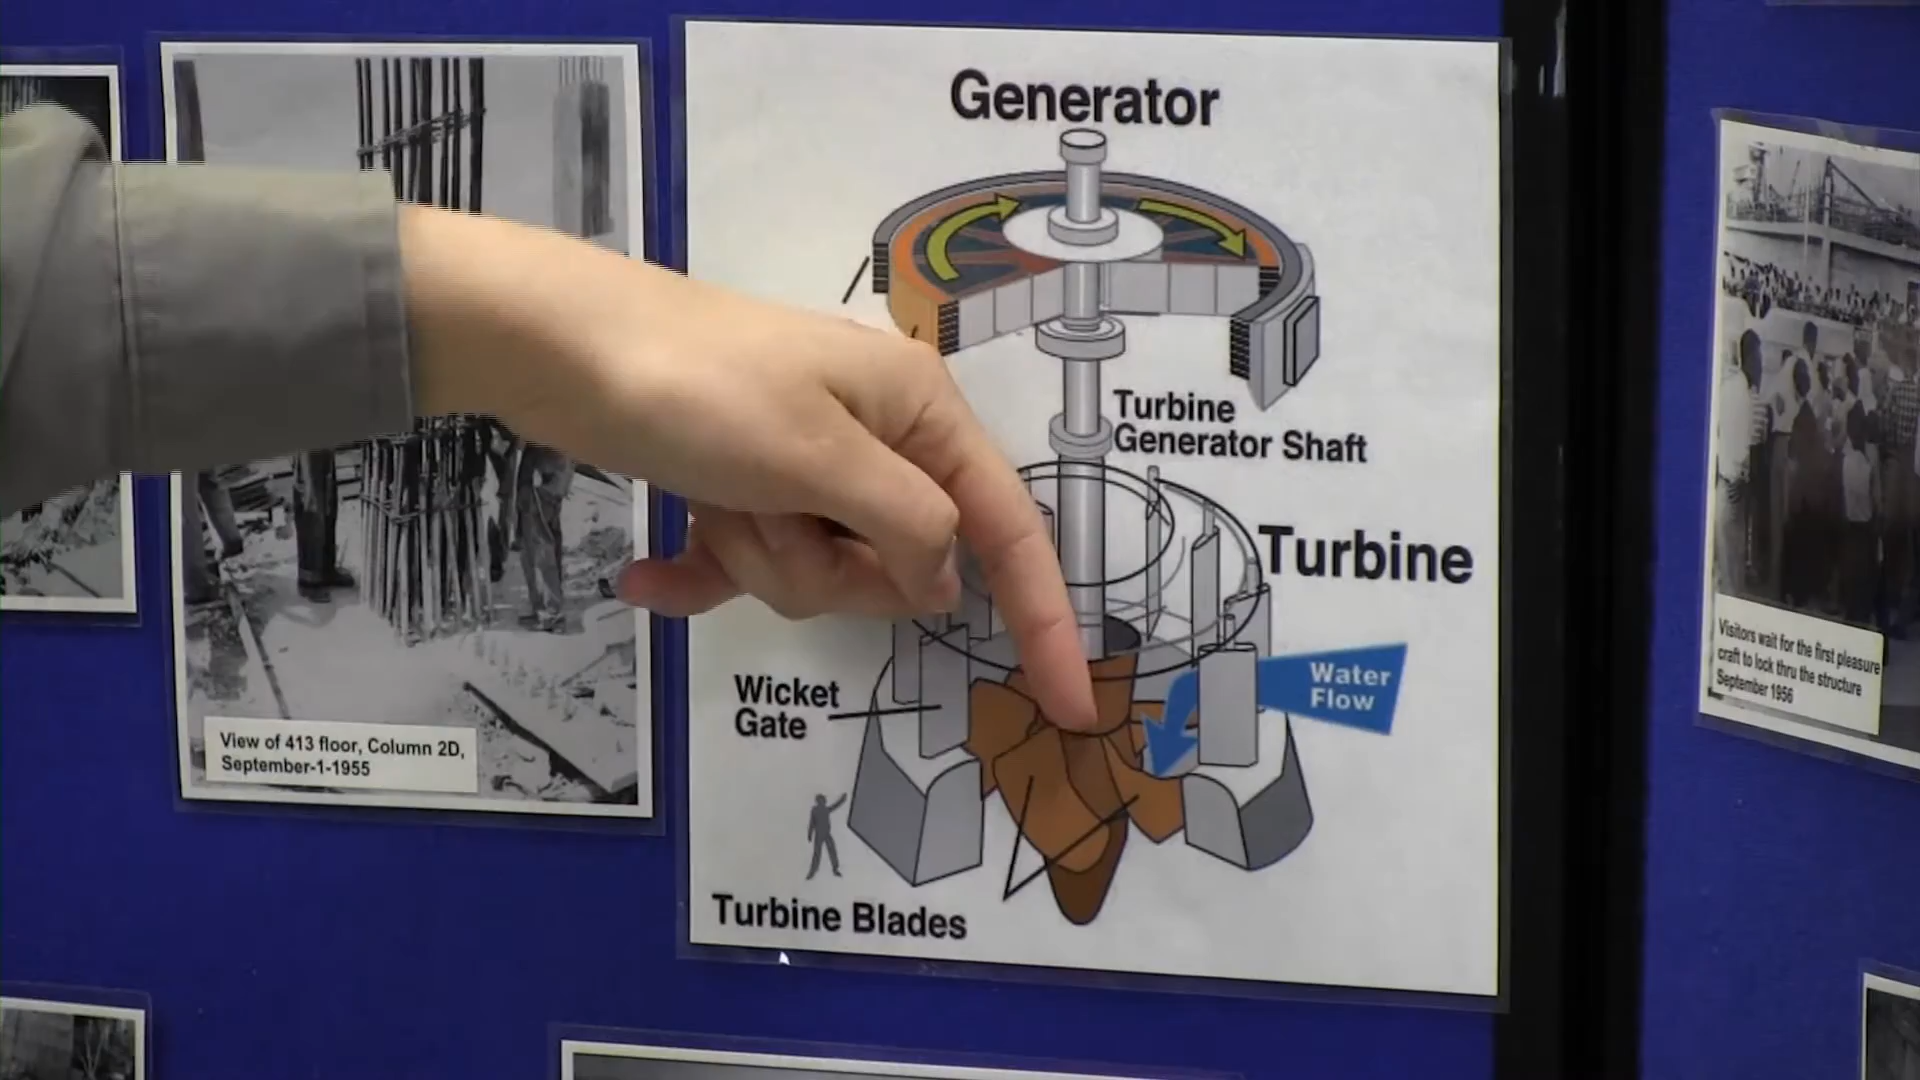 Generator
Turbine
Generator Shaft
Turbine
Water
Flow
Wicket
Gate
Turbine Blades
View of 413 floor, Column 2D,
September-1-1955
Visitors wait for the first pleasure
craft to lock thru the structure
September 1956